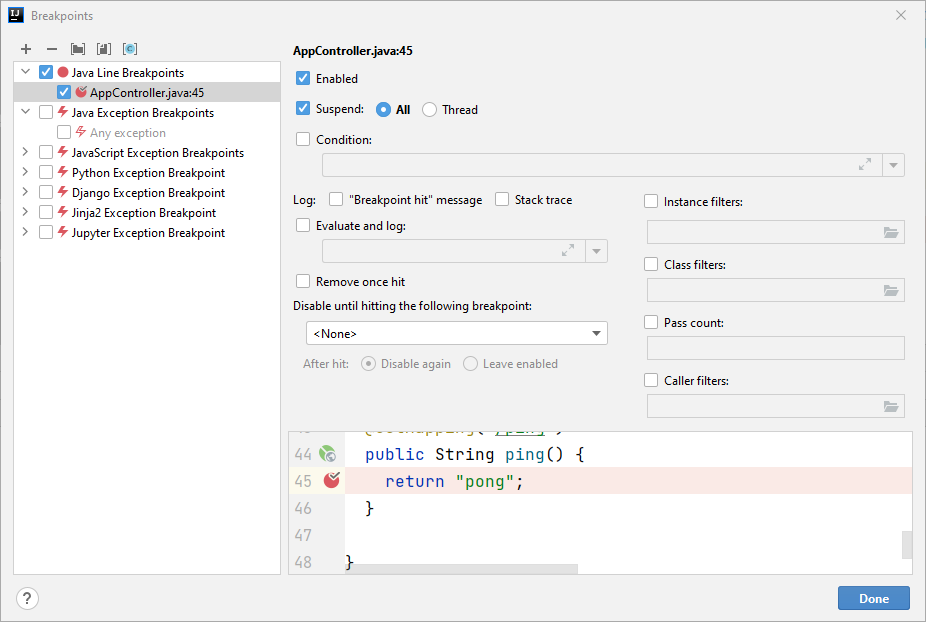 IJ Breakpoints
Java Line Breakpoints
AppController.java:45
Java Exception Breakpoints
Any exception
JavaScript Exception Breakpoints
Python Exception Breakpoint
Django Exception Breakpoint
Jinja2 Exception Breakpoint
Jupyter Exception Breakpoint
AppController.java:45
Enabled
Suspend: All Thread
Condition:
Log: "Breakpoint hit" message Stack trace
Evaluate and log:
Remove once hit
Disable until hitting the following breakpoint:
<None>
After hit: Disable again Leave enabled
Instance filters:
Class filters:
Pass count:
Caller filters:
44 public String ping() {
45 return "pong";
46 }
47
48 }
? Done